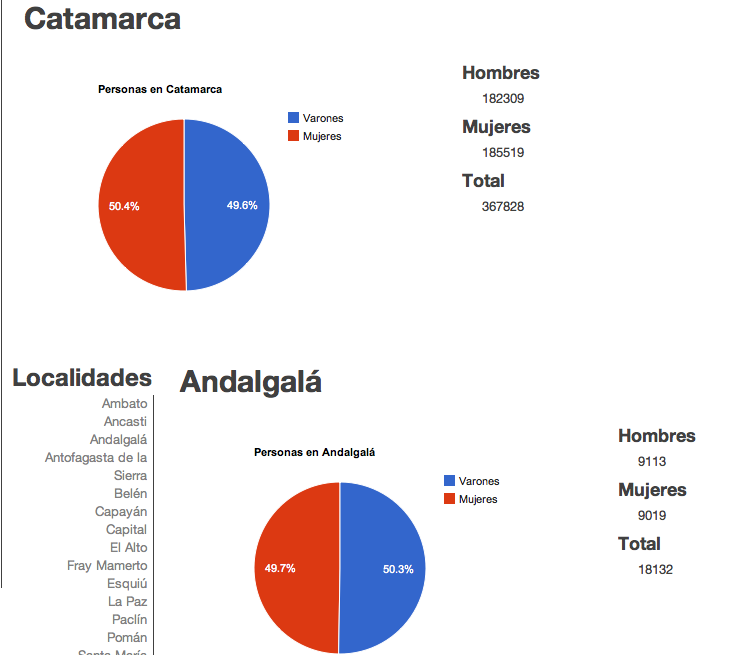 Catamarca
Personas en Catamarca
Varones
Mujeres
50.4%
49.6%
Hombres
182309
Mujeres
185519
Total
367828
Localidades
Ambato
Ancasti
Andalgalá
Antofagasta de la
Sierra
Belén
Capayán
Capital
El Alto
Fray Mamerto
Esquiú
La Paz
Paclín
Pomán
Santa María
Andalgalá
Personas en Andalgalá
Varones
Mujeres
49.7%
50.3%
Hombres
9113
Mujeres
9019
Total
18132